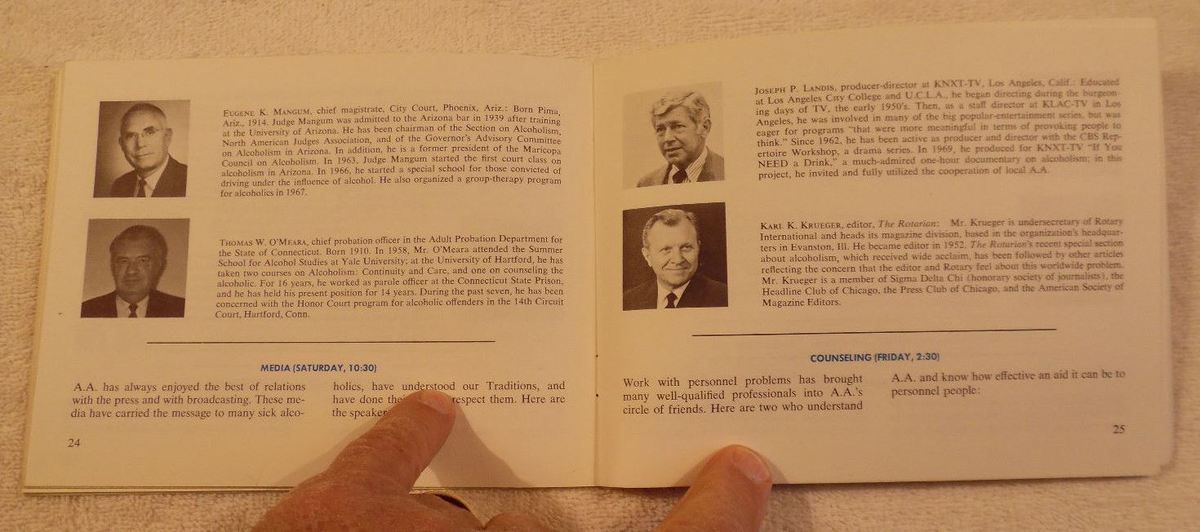 EUGENE K. MANGUM, chief magistrate, City Court, Phoenix, Ariz.: Born Pima,
Ariz., 1914. Judge Mangum was admitted to the Arizona bar in 1939 after training
at the University of Arizona. He has been chairman of the Section on Alcoholism,
North American Judges Association, and of the Governor's Advisory Committee
on Alcoholism in Arizona. In addition, he is a former president of the Maricopa
Council on Alcoholism. In 1963, Judge Mangum started the first court class on
alcoholism in Arizona. In 1966, he started a special school for those convicted of
driving under the influence of alcohol. He also organized a group-therapy program
for alcoholics in 1967.
THOMAS W. O'MEARA, chief probation officer in the Adult Probation Department for
the State of Connecticut. Born 1910. In 1958, Mr. O'Meara attended the Summer
School for Alcohol Studies at Yale University; at the University of Hartford, he has
taken two courses on Alcoholism: Continuity and Care, and one on counseling the
alcoholic. For 16 years, he worked as parole officer at the Connecticut State Prison,
and he has held his present position for 14 years. During the past seven, he has been
concerned with the Honor Court program for alcoholic offenders in the 14th Circuit
Court, Hartford, Conn.
MEDIA (SATURDAY, 10:30)
A.A. has always enjoyed the best of relations
with the press and with broadcasting. These me-
dia have carried the message to many sick alco-
holics, have understood our Traditions, and
have done respect them. Here are
the
24
JOSEPH P. LANDIS, producer-director at KNXT-TV, Los Angeles, Calif.: Educated
at Los Angeles City College and U.C.L.A., he began directing during the burgeon-
ing days of TV, the early 1950's. Then, as a staff director at KLAC-TV in Los
Angeles, he was involved in many of the big popular-entertainment series, but was
eager for programs "that were more meaningful in terms of provoking people to
think." Since 1962, he has been active as producer and director with the CBS Rep-
ertoire Workshop, a drama series. In 1969, he produced for KNXT-TV "If You
NEED a Drink," a much-admired one-hour documentary on alcoholism; in this
project, he invited and fully utilized the cooperation of local A.A.
KARL K. KRUEGER, editor, The Rotarian: Mr. Krueger is undersecretary of Rotary
International and heads its magazine division, based in the organization's headquar-
ters in Evanston, Ill. He became editor in 1952. The Rotarian's recent special section
about alcoholism, which received wide acclaim, has been followed by other articles
reflecting the concern that the editor and Rotary feel about this worldwide problem.
Mr. Krueger is a member of Sigma Delta Chi (honorary society of journalists), the
Headline Club of Chicago, the Press Club of Chicago, and the American Society of
Magazine Editors.
COUNSELING (FRIDAY, 2:30)
Work with personnel problems has brought
many well-qualified professionals into A.A.'s
circle of friends. Here are two who understand
A.A. and know how effective an aid it can be to
personnel people:
25